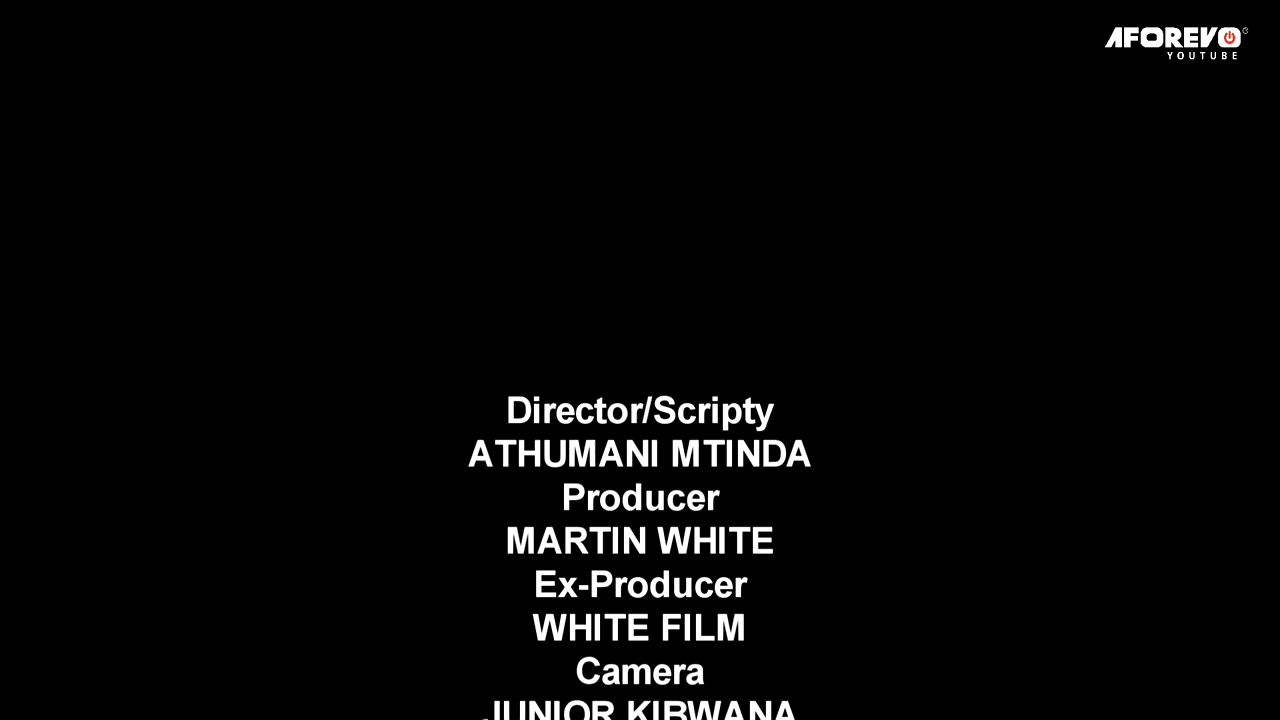 AFOREVO
YOUTUBE
Director/Scripty
ATHUMANI MTINDA
Producer
MARTIN WHITE
Ex-Producer
WHITE FILM
Camera
JUNIOR KIBWANA